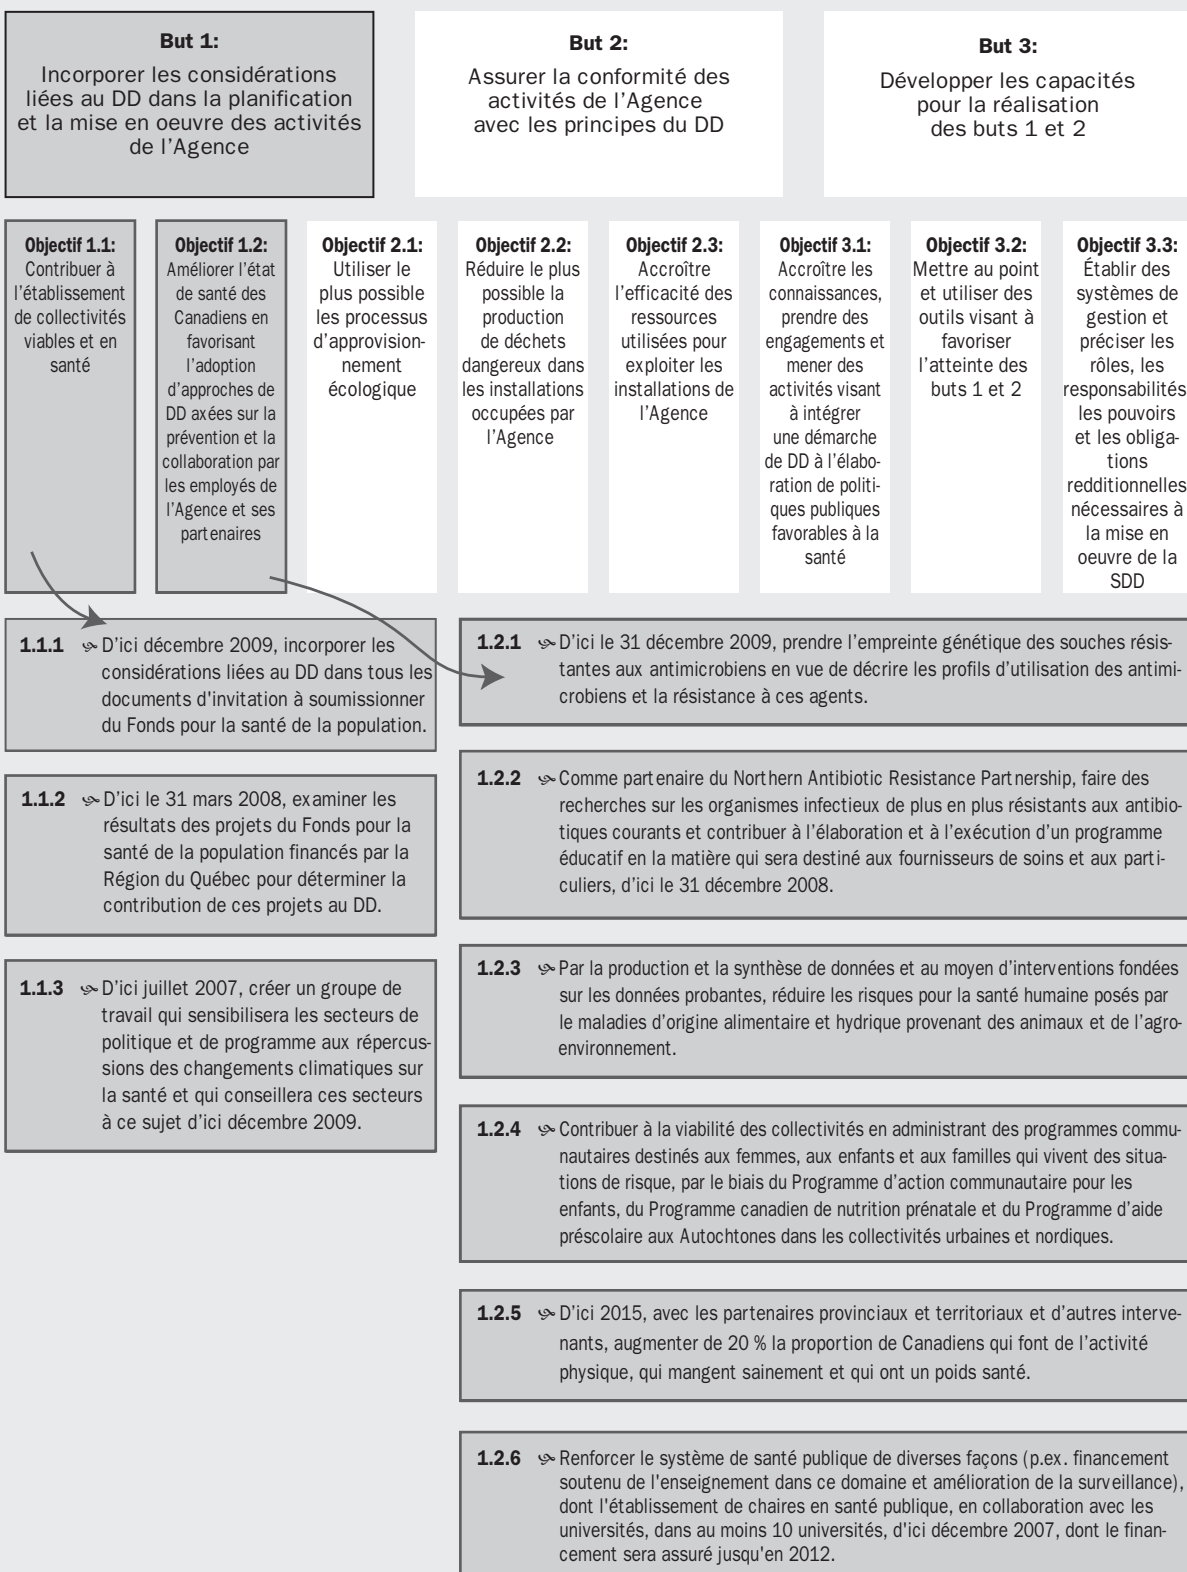 But 1:
Incorporer les considérations
liées au DD dans la planification
et la mise en oeuvre des activités
de l'Agence
But 2:
Assurer la conformité des
activités de l'Agence
avec les principes du DD
But 3:
Développer les capacités
pour la réalisation
des buts 1 et 2
Objectif 1.1:
Contribuer à
l'établissement
de collectivités
viables et en
santé
Objectif 1.2:
Améliorer l'état
de santé des
Canadiens en
favorisant
l'adoption
d'approches de
DD axées sur la
prévention et la
collaboration par
les employés de
l'Agence et ses
partenaires
Objectif 2.1:
Utiliser le
plus possible
les processus
d'approvision-
nement
écologique
Objectif 2.2:
Réduire le plus
possible la
production
de déchets
dangereux dans
les installations
occupées par
l'Agence
Objectif 2.3:
Accroître
l'efficacité des
ressources
utilisées pour
exploiter les
installations de
l'Agence
Objectif 3.1:
Accroître les
connaissances,
prendre des
engagements et
mener des
activités visant
à intégrer
une démarche
de DD à l'élabo-
ration de politi-
ques publiques
favorables à la
santé
Objectif 3.2:
Mettre au point
et utiliser des
outils visant à
favoriser
l'atteinte des
buts 1 et 2
Objectif 3.3:
Établir des
systèmes de
gestion et
préciser les
rôles, les
responsabilités
les pouvoirs
et les obliga-
tions
redditionnelles
nécessaires à
la mise en
oeuvre de la
SDD
1.1.1 D'ici décembre 2009, incorporer les
considérations liées au DD dans tous les
documents d'invitation à soumissionner
du Fonds pour la santé de la population.
1.1.2 D'ici le 31 mars 2008, examiner les
résultats des projets du Fonds pour la
santé de la population financés par la
Région du Québec pour déterminer la
contribution de ces projets au DD.
1.1.3 D'ici juillet 2007, créer un groupe de
travail qui sensibilisera les secteurs de
politique et de programme aux répercus-
sions des changements climatiques sur
la santé et qui conseillera ces secteurs
à ce sujet d'ici décembre 2009.
1.2.1 D'ici le 31 décembre 2009, prendre l'empreinte génétique des souches résis-
tantes aux antimicrobiens en vue de décrire les profils d'utilisation des antimi-
crobiens et la résistance à ces agents.
1.2.2 Comme partenaire du Northern Antibiotic Resistance Partnership, faire des
recherches sur les organismes infectieux de plus en plus résistants aux antibio-
tiques courants et contribuer à l'élaboration et à l'exécution d'un programme
éducatif en la matière qui sera destiné aux fournisseurs de soins et aux parti-
culiers, d'ici le 31 décembre 2008.
1.2.3 Par la production et la synthèse de données et au moyen d'interventions fondées
sur les données probantes, réduire les risques pour la santé humaine posés par
le maladies d'origine alimentaire et hydrique provenant des animaux et de l'agro-
environnement.
1.2.4 Contribuer à la viabilité des collectivités en administrant des programmes commu-
nautaires destinés aux femmes, aux enfants et aux familles qui vivent des situa-
tions de risque, par le biais du Programme d'action communautaire pour les
enfants, du Programme canadien de nutrition prénatale et du Programme d'aide
préscolaire aux Autochtones dans les collectivités urbaines et nordiques.
1.2.5 D'ici 2015, avec les partenaires provinciaux et territoriaux et d'autres interve-
nants, augmenter de 20 % la proportion de Canadiens qui font de l'activité
physique, qui mangent sainement et qui ont un poids santé.
1.2.6 Renforcer le système de santé publique de diverses façons (p.ex. financement
soutenu de l'enseignement dans ce domaine et amélioration de la surveillance),
dont l'établissement de chaires en santé publique, en collaboration avec les
universités, dans au moins 10 universités, d'ici décembre 2007, dont le finan-
cement sera assuré jusqu'en 2012.